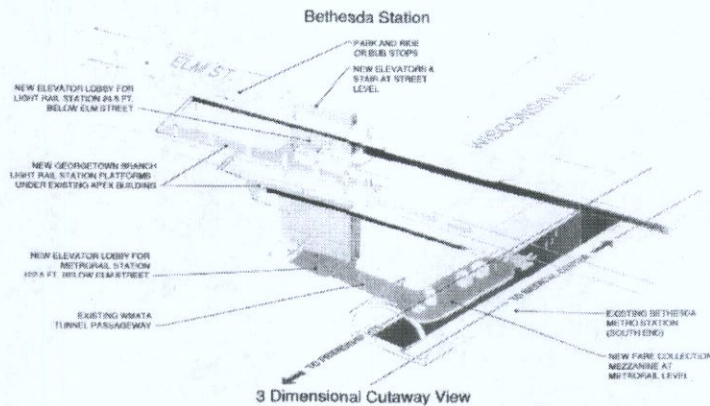 Bethesda Station
PARK AND RIDE
OR BUS STOPS
ELM ST.
NEW ELEVATORS &
STAIR AT STREET
LEVEL
NEW ELEVATOR LOBBY FOR
LIGHT RAIL STATION
BELOW ELM STREET
WISCONSIN AVE.
NEW GEORGETOWN BRANCH
LIGHT RAIL STATION PLATFORMS
UNDER EXISTING APEX BUILDING
NEW ELEVATOR LOBBY FOR
METRORAIL STATION
FT. BELOW ELM STREET
EXISTING WMATA
TUNNEL PASSAGEWAY
EXISTING BETHESDA
METRO STATION
(SOUTH END)
NEW FARE COLLECTION
MEZZANINE AT
METRORAIL LEVEL
TO
TO
3 Dimensional Cutaway View